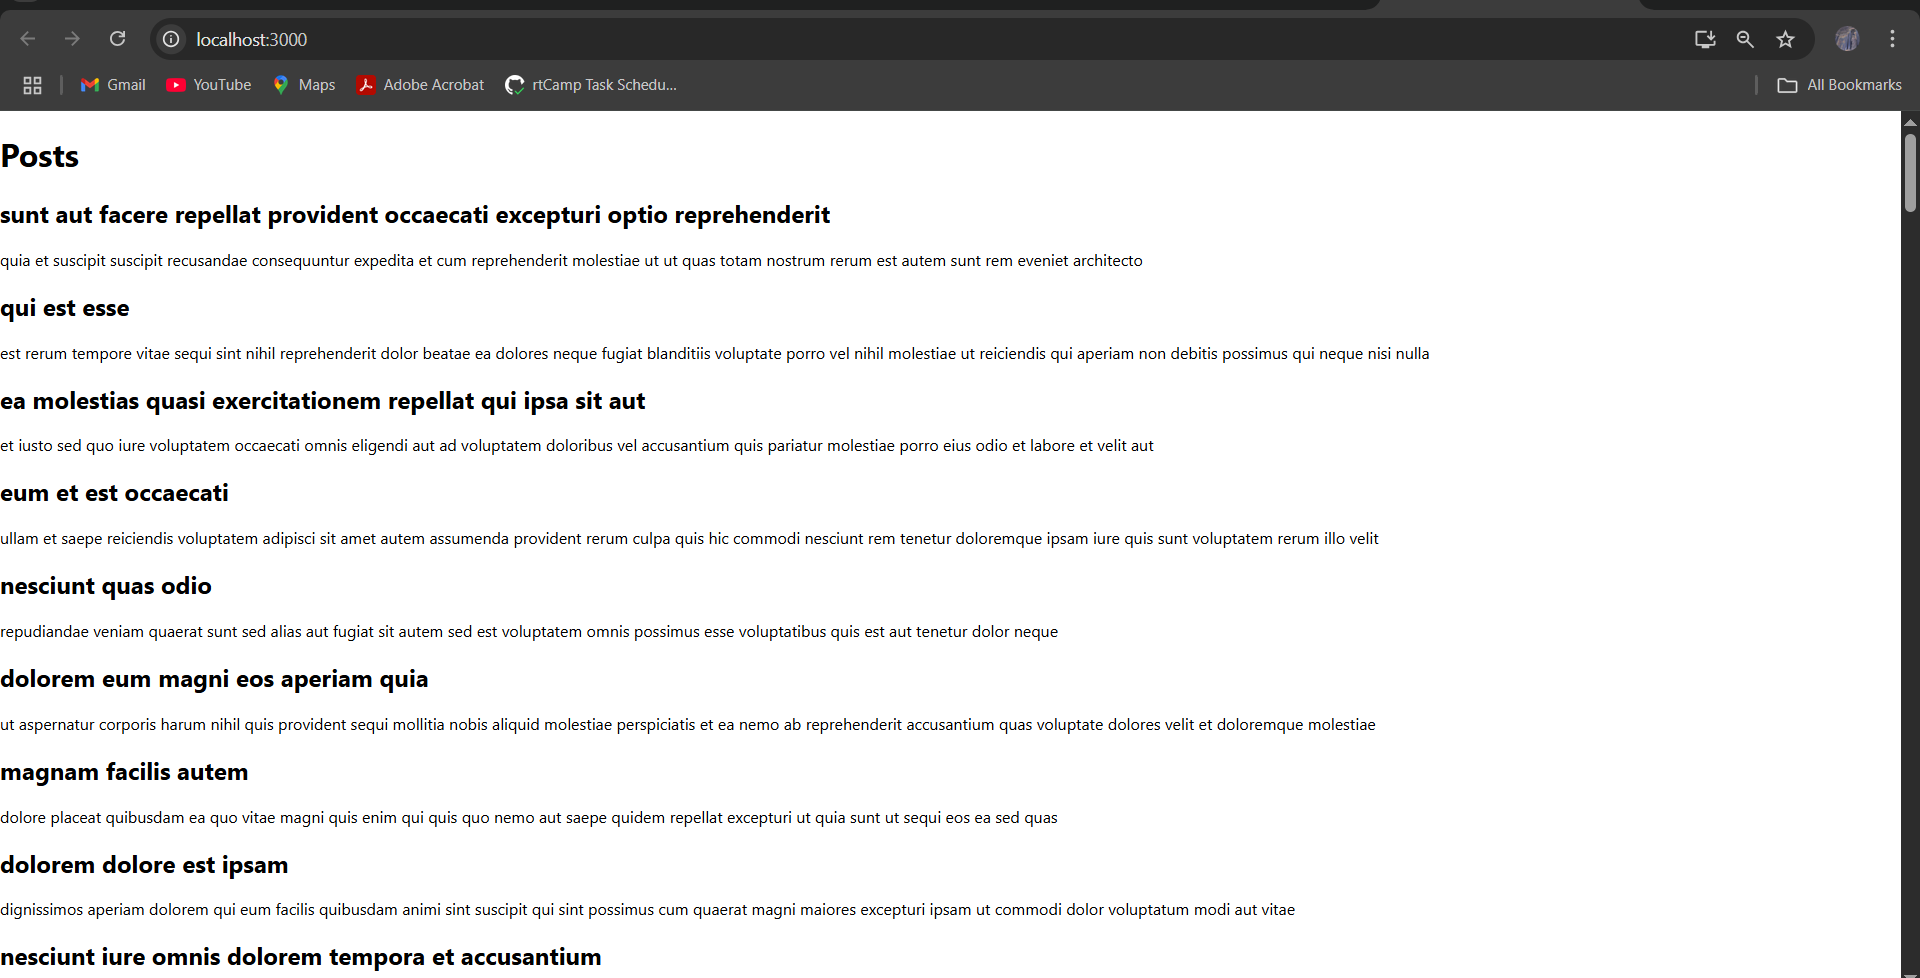 localhost:3000
Gmail YouTube Maps Adobe Acrobat rtCamp Task Schedu... All Bookmarks
Posts
sunt aut facere repellat provident occaecati excepturi optio reprehenderit
quia et suscipit suscipit recusandae consequuntur expedita et cum reprehenderit molestiae ut ut quas totam nostrum rerum est autem sunt rem eveniet architecto
qui est esse
est rerum tempore vitae sequi sint nihil reprehenderit dolor beatae ea dolores neque fugiat blanditiis voluptate porro vel nihil molestiae ut reiciendis qui aperiam non debitis possimus qui neque nisi nulla
ea molestias quasi exercitationem repellat qui ipsa sit aut
et iusto sed quo iure voluptatem occaecati omnis eligendi aut ad voluptatem doloribus vel accusantium quis pariatur molestiae porro eius odio et labore et velit aut
eum et est occaecati
ullam et saepe reiciendis voluptatem adipisci sit amet autem assumenda provident rerum culpa quis hic commodi nesciunt rem tenetur doloremque ipsam iure quis sunt voluptatem rerum illo velit
nesciunt quas odio
repudiandae veniam quaerat sunt sed alias aut fugiat sit autem sed est voluptatem omnis possimus esse voluptatibus quis est aut tenetur dolor neque
dolorem eum magni eos aperiam quia
ut aspernatur corporis harum nihil quis provident sequi mollitia nobis aliquid molestiae perspiciatis et ea nemo ab reprehenderit accusantium quas voluptate dolores velit et doloremque molestiae
magnam facilis autem
dolore placeat quibusdam ea quo vitae magni quis enim qui quis quo nemo aut saepe quidem repellat excepturi ut quia sunt ut sequi eos ea sed quas
dolorem dolore est ipsam
dignissimos aperiam dolorem qui eum facilis quibusdam animi sint suscipit qui sint possimus cum quaerat magni maiores excepturi ipsam ut commodi dolor voluptatum modi aut vitae
nesciunt iure omnis dolorem tempora et accusantium